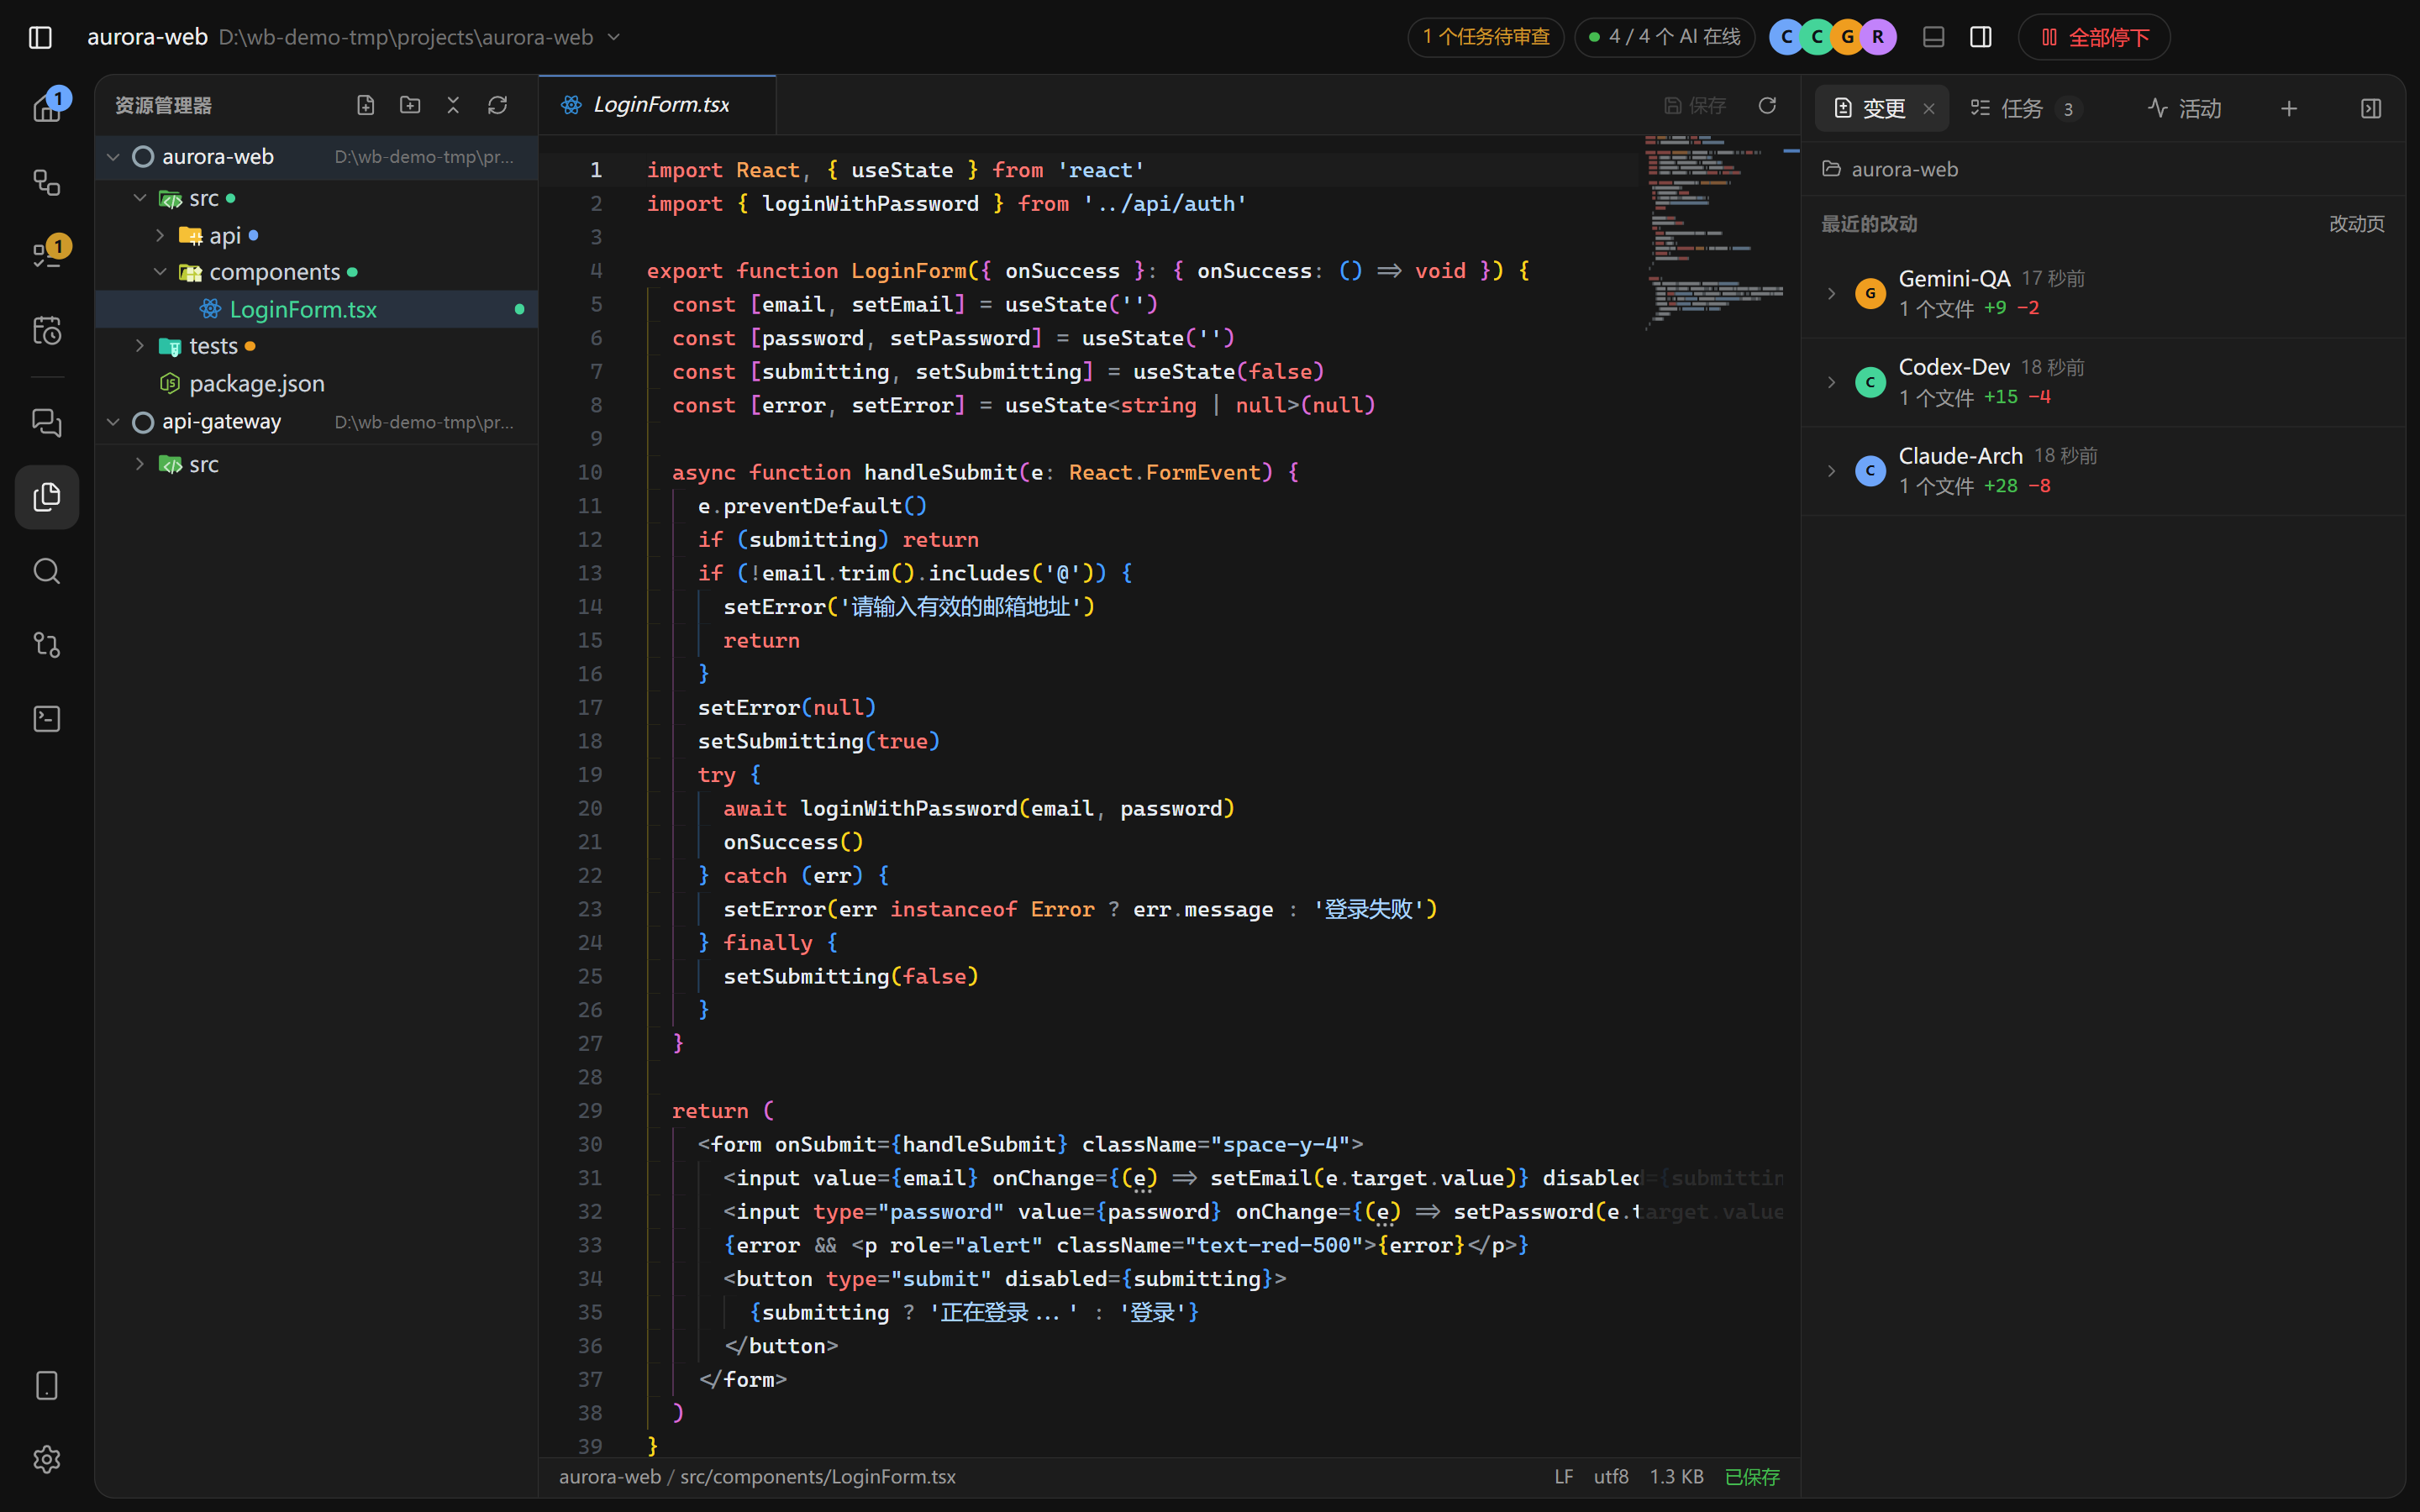 aurora-web D:\wb-demo-tmp\projects\aurora-web
1 个任务待审查
4 / 4 个 AI 在线
C C G R
全部停下
1
1
资源管理器
aurora-web D:\wb-demo-tmp\pr...
src
api
components
LoginForm.tsx
tests
package.json
api-gateway D:\wb-demo-tmp\pr...
src
LoginForm.tsx
保存
1 import React, { useState } from 'react'
2 import { loginWithPassword } from '../api/auth'
3
4 export function LoginForm({ onSuccess }: { onSuccess: () => void }) {
5 const [email, setEmail] = useState('')
6 const [password, setPassword] = useState('')
7 const [submitting, setSubmitting] = useState(false)
8 const [error, setError] = useState<string | null>(null)
9
10 async function handleSubmit(e: React.FormEvent) {
11 e.preventDefault()
12 if (submitting) return
13 if (!email.trim().includes('@')) {
14 setError('请输入有效的邮箱地址')
15 return
16 }
17 setError(null)
18 setSubmitting(true)
19 try {
20 await loginWithPassword(email, password)
21 onSuccess()
22 } catch (err) {
23 setError(err instanceof Error ? err.message : '登录失败')
24 } finally {
25 setSubmitting(false)
26 }
27 }
28
29 return (
30 <form onSubmit={handleSubmit} className="space-y-4">
31 <input value={email} onChange={(e) => setEmail(e.target.value)} disabled={submittin
32 <input type="password" value={password} onChange={(e) => setPassword(e.target.value
33 {error && <p role="alert" className="text-red-500">{error}</p>}
34 <button type="submit" disabled={submitting}>
35 {submitting ? '正在登录...' : '登录'}
36 </button>
37 </form>
38 )
39 }
aurora-web / src/components/LoginForm.tsx
LF utf8 1.3 KB 已保存
变更
任务 3
活动
aurora-web
最近的改动 改动页
G Gemini-QA 17 秒前
1 个文件 +9 −2
C Codex-Dev 18 秒前
1 个文件 +15 −4
C Claude-Arch 18 秒前
1 个文件 +28 −8